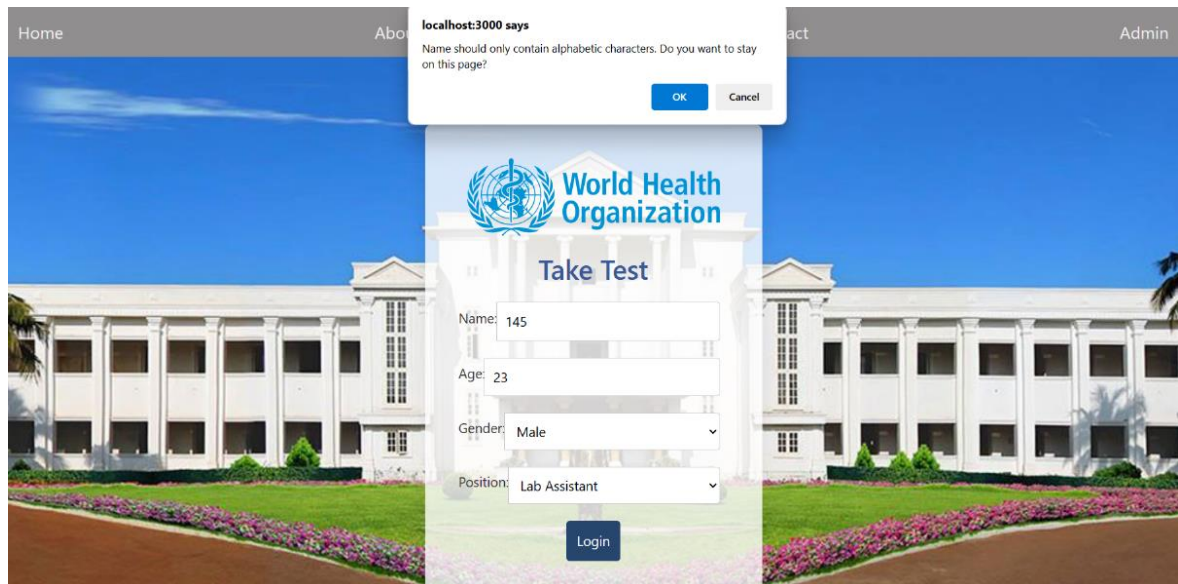 Home
Abou
act
Admin
localhost:3000 says
Name should only contain alphabetic characters. Do you want to stay
on this page?
OK
Cancel
World Health
Organization
Take Test
Name: 145
Age: 23
Gender: Male
Position: Lab Assistant
Login